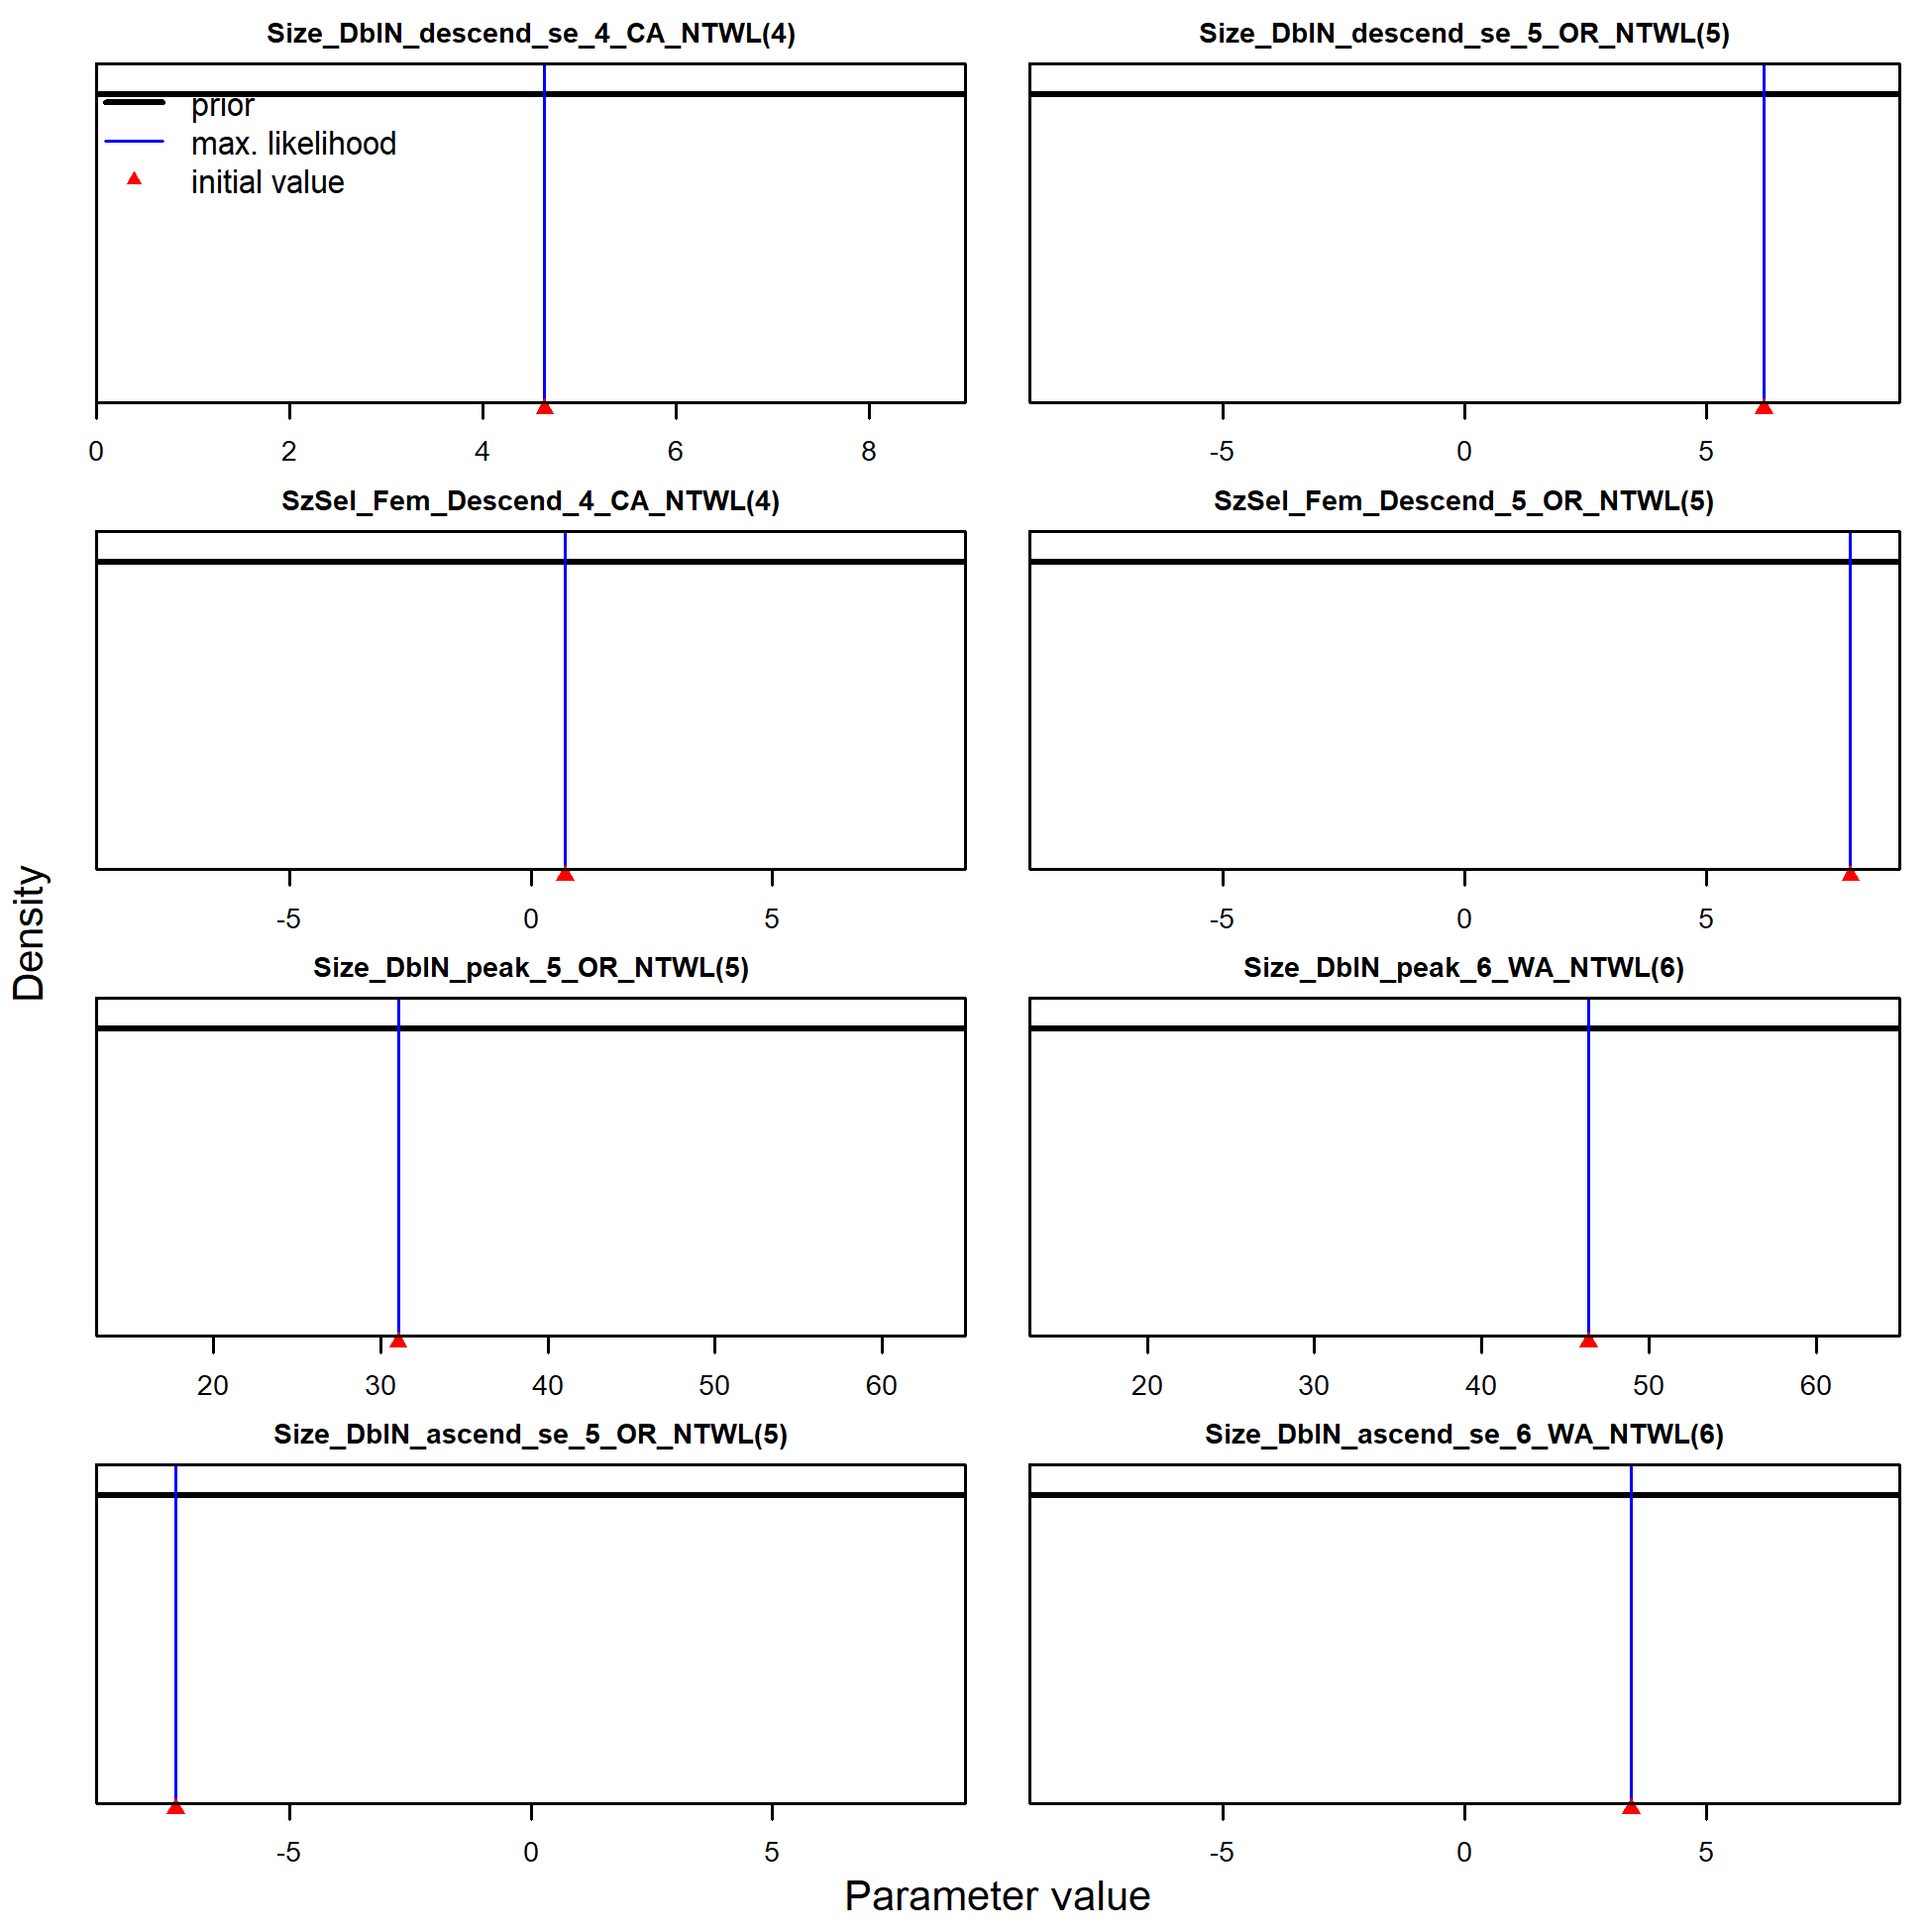 Size_DblN_descend_se_4_CA_NTWL(4)
Size_DblN_descend_se_5_OR_NTWL(5)
prior
max. likelihood
initial value
0 2 4 6 8
-5 0 5
SzSel_Fem_Descend_4_CA_NTWL(4)
SzSel_Fem_Descend_5_OR_NTWL(5)
-5 0 5
-5 0 5
Density
Size_DblN_peak_5_OR_NTWL(5)
Size_DblN_peak_6_WA_NTWL(6)
20 30 40 50 60
20 30 40 50 60
Size_DblN_ascend_se_5_OR_NTWL(5)
Size_DblN_ascend_se_6_WA_NTWL(6)
-5 0 5
-5 0 5
Parameter value